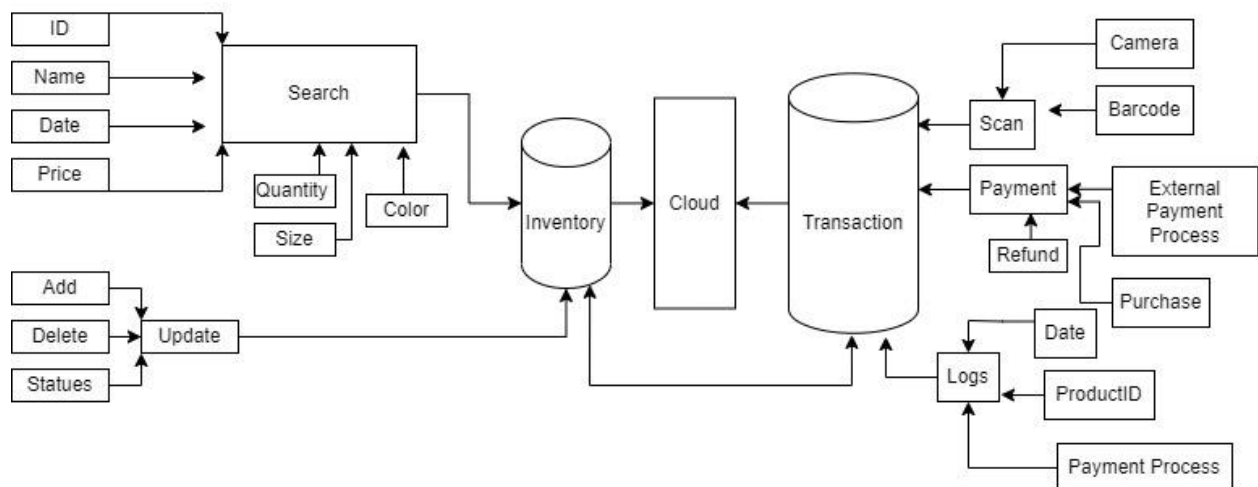 ID
Name
Date
Price
Search
Quantity
Size
Color
Add
Delete
Statues
Update
Inventory
Cloud
Transaction
Camera
Barcode
Scan
Payment
External
Payment
Process
Refund
Purchase
Date
Logs
ProductID
Payment Process